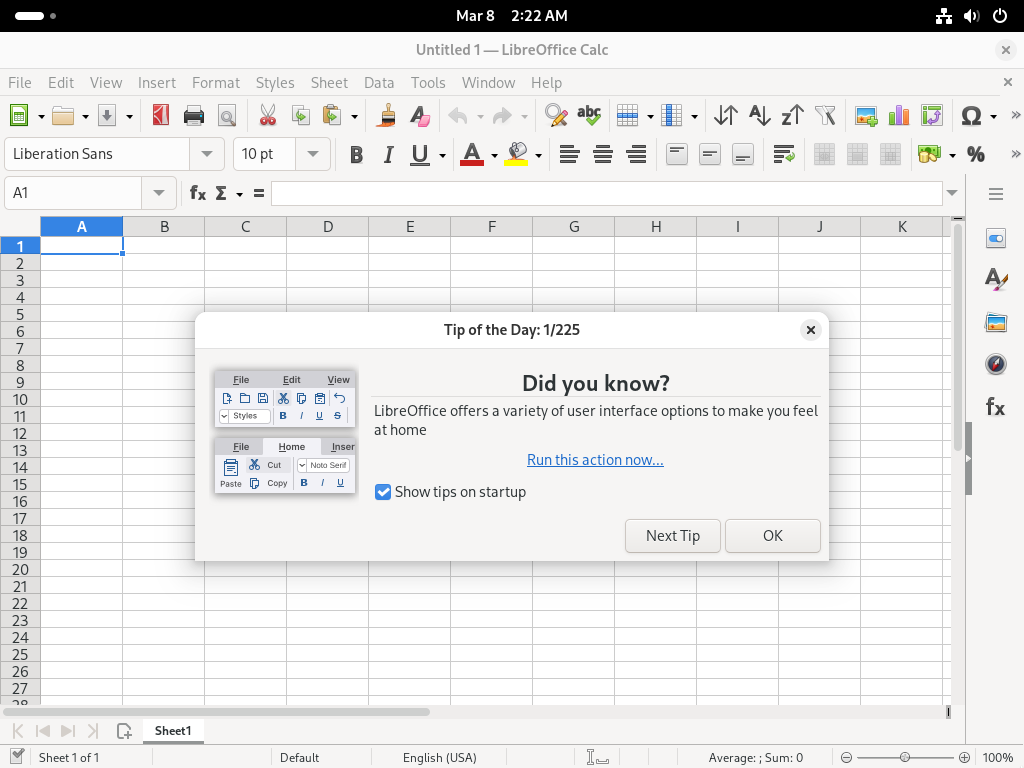 Mar 8 2:22 AM
Untitled 1 — LibreOffice Calc
File Edit View Insert Format Styles Sheet Data Tools Window Help
abc
Liberation Sans 10 pt B I U A
A1 fx Σ =
A B C D E F G H I J K
1
2
3
4
5
6
7
8
9
10
11
12
13
14
15
16
17
18
19
20
21
22
23
24
25
26
27
28
Tip of the Day: 1/225
File Edit View
Styles B I U S
File Home Inser
Cut Noto Serif
Paste Copy B I U
Did you know?
LibreOffice offers a variety of user interface options to make you feel
at home
Run this action now...
Show tips on startup
Next Tip OK
Sheet1
Sheet 1 of 1 Default English (USA) Average: ; Sum: 0 100%